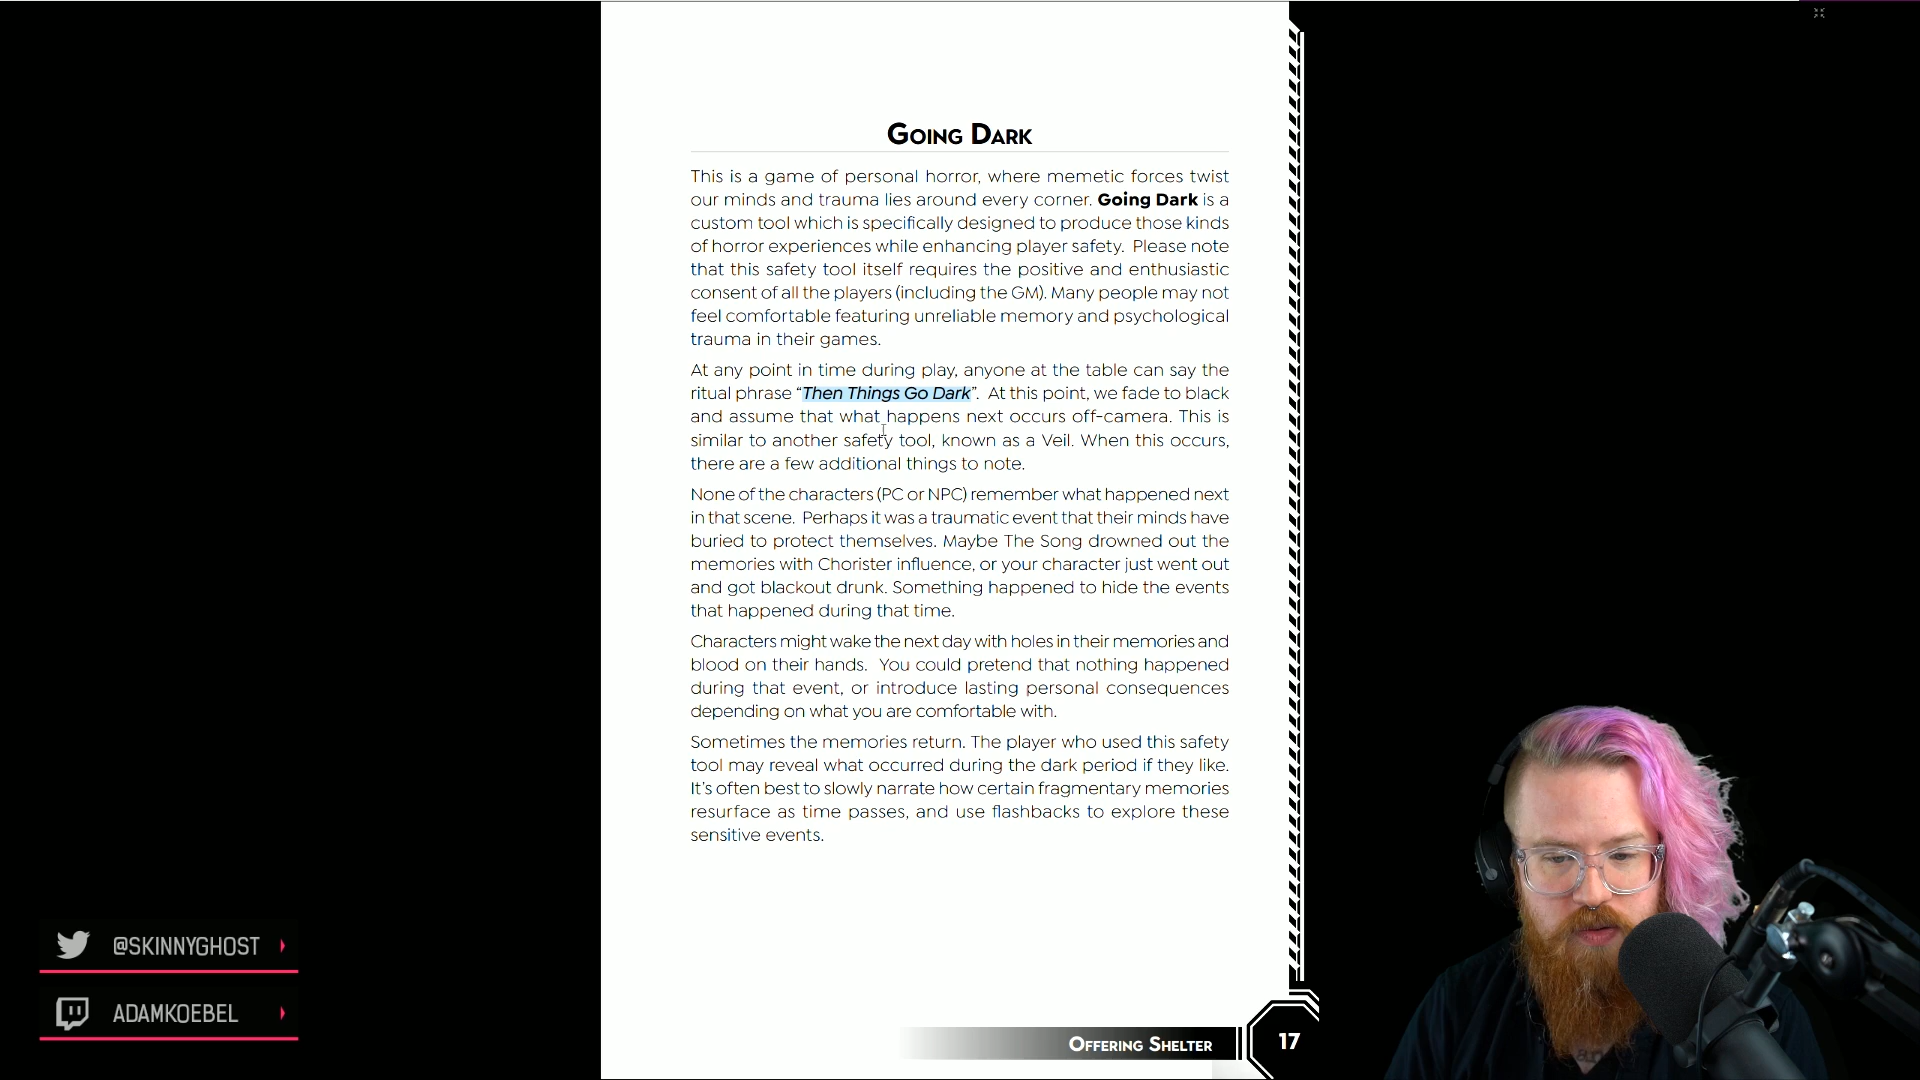 Going Dark
This is a game of personal horror, where memetic forces twist
our minds and trauma lies around every corner. Going Dark is a
custom tool which is specifically designed to produce those kinds
of horror experiences while enhancing player safety. Please note
that this safety tool itself requires the positive and enthusiastic
consent of all the players (including the GM). Many people may not
feel comfortable featuring unreliable memory and psychological
trauma in their games.
At any point in time during play, anyone at the table can say the
ritual phrase “Then Things Go Dark”. At this point, we fade to black
and assume that what happens next occurs off-camera. This is
similar to another safety tool, known as a Veil. When this occurs,
there are a few additional things to note.
None of the characters (PC or NPC) remember what happened next
in that scene. Perhaps it was a traumatic event that their minds have
buried to protect themselves. Maybe The Song drowned out the
memories with Chorister influence, or your character just went out
and got blackout drunk. Something happened to hide the events
that happened during that time.
Characters might wake the next day with holes in their memories and
blood on their hands. You could pretend that nothing happened
during that event, or introduce lasting personal consequences
depending on what you are comfortable with.
Sometimes the memories return. The player who used this safety
tool may reveal what occurred during the dark period if they like.
It’s often best to slowly narrate how certain fragmentary memories
resurface as time passes, and use flashbacks to explore these
sensitive events.
@SKINNYGHOST
ADAMKOEBEL
Offering Shelter 17